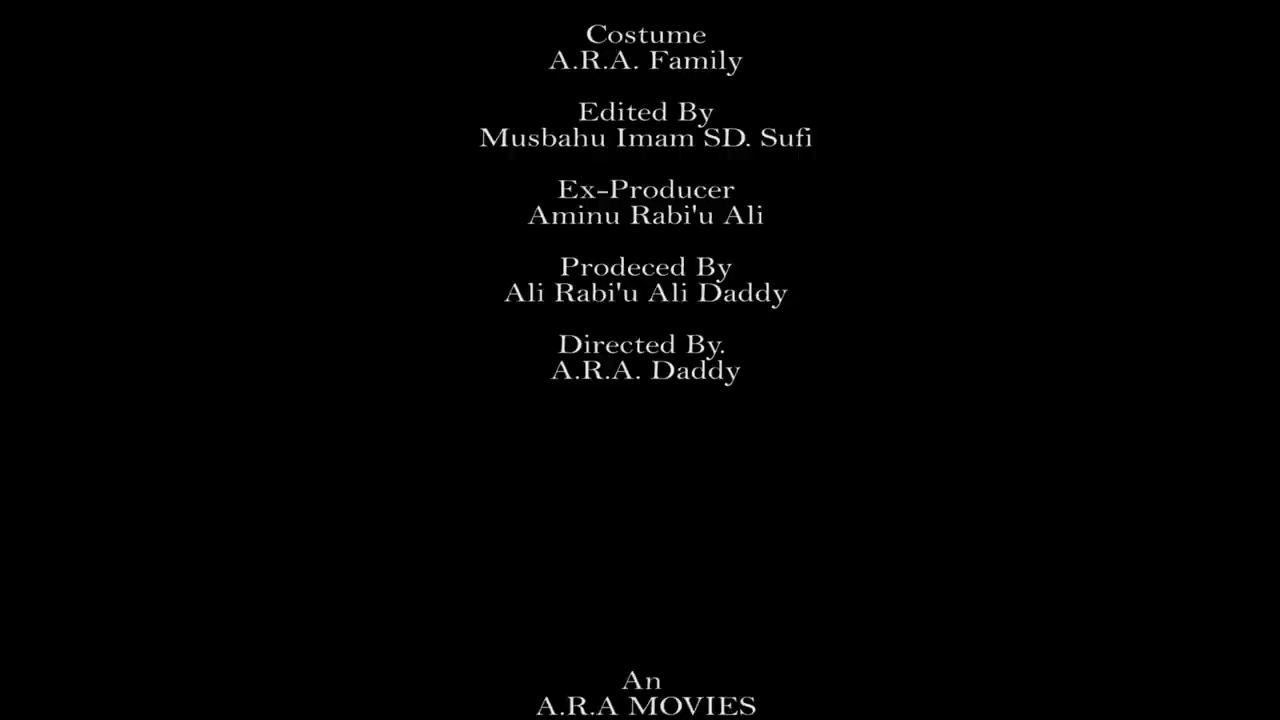 Costume
A.R.A. Family
Edited By
Musbahu Imam SD. Sufi
Ex-Producer
Aminu Rabi'u Ali
Prodeced By
Ali Rabi'u Ali Daddy
Directed By.
A.R.A. Daddy
An
A.R.A MOVIES